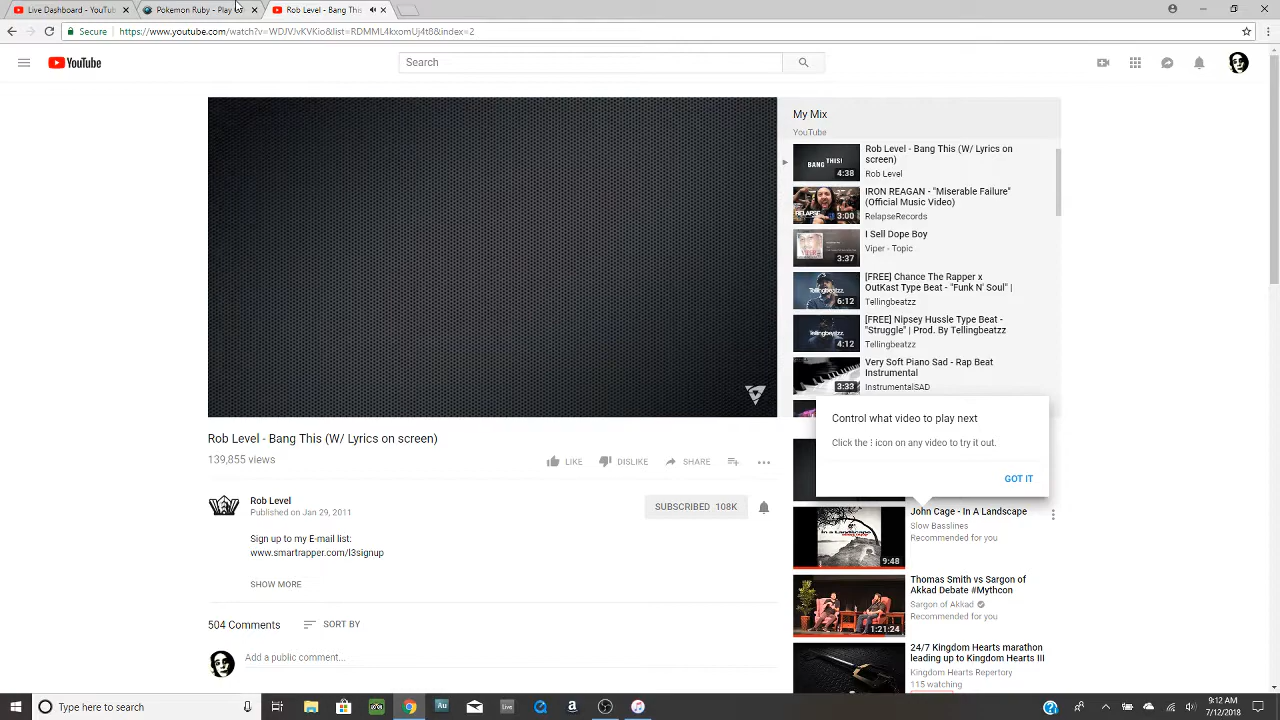 Live Dashboard - YouTub
Pokemon Ruby - Play
Rob Level - Bang This
Secure
https://www.youtube.com/watch?v=WDJVJvKVKio&list=RDMML4kxomUj4t8&index=2
YouTube
Search
My Mix
YouTube
BANG THIS!
4:38
Rob Level - Bang This (W/ Lyrics on
screen)
Rob Level
RELAPSE
3:00
IRON REAGAN - "Miserable Failure"
(Official Music Video)
RelapseRecords
3:37
I Sell Dope Boy
Viper - Topic
Tellingbeatzz
6:12
[FREE] Chance The Rapper x
OutKast Type Beat - "Funk N' Soul" |
Tellingbeatzz
Tellingbeatzz
4:12
[FREE] Nipsey Hussle Type Beat -
"Struggle" | Prod. By Tellingbeatzz
Tellingbeatzz
3:33
Very Soft Piano Sad - Rap Beat
Instrumental
InstrumentalSAD
Control what video to play next
Click the ⋮ icon on any video to try it out.
GOT IT
Rob Level - Bang This (W/ Lyrics on screen)
139,855 views
LIKE
DISLIKE
SHARE
Rob Level
Published on Jan 29, 2011
SUBSCRIBED 108K
Sign up to my E-mail list:
www.smartrapper.com/l3signup
SHOW MORE
504 Comments
SORT BY
Add a public comment...
in a Landscape
9:48
John Cage - In A Landscape
Slow Basslines
Recommended for you
1:21:24
Thomas Smith vs Sargon of
Akkad Debate #Mythcon
Sargon of Akkad
Recommended for you
24/7 Kingdom Hearts marathon
leading up to Kingdom Hearts III
Kingdom Hearts Repertory
115 watching
Type here to search
Au
Live
9:12 AM
7/12/2018